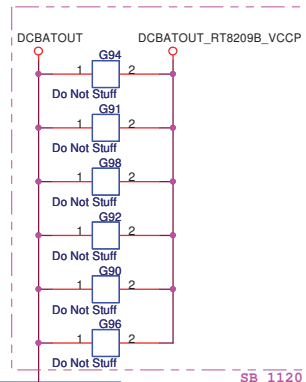 DCBATOUT DCBATOUT_RT8209B_VCCP
G94
1 2
Do Not Stuff
G91
1 2
Do Not Stuff
G98
1 2
Do Not Stuff
G92
1 2
Do Not Stuff
G90
1 2
Do Not Stuff
G96
1 2
Do Not Stuff
SB 1120